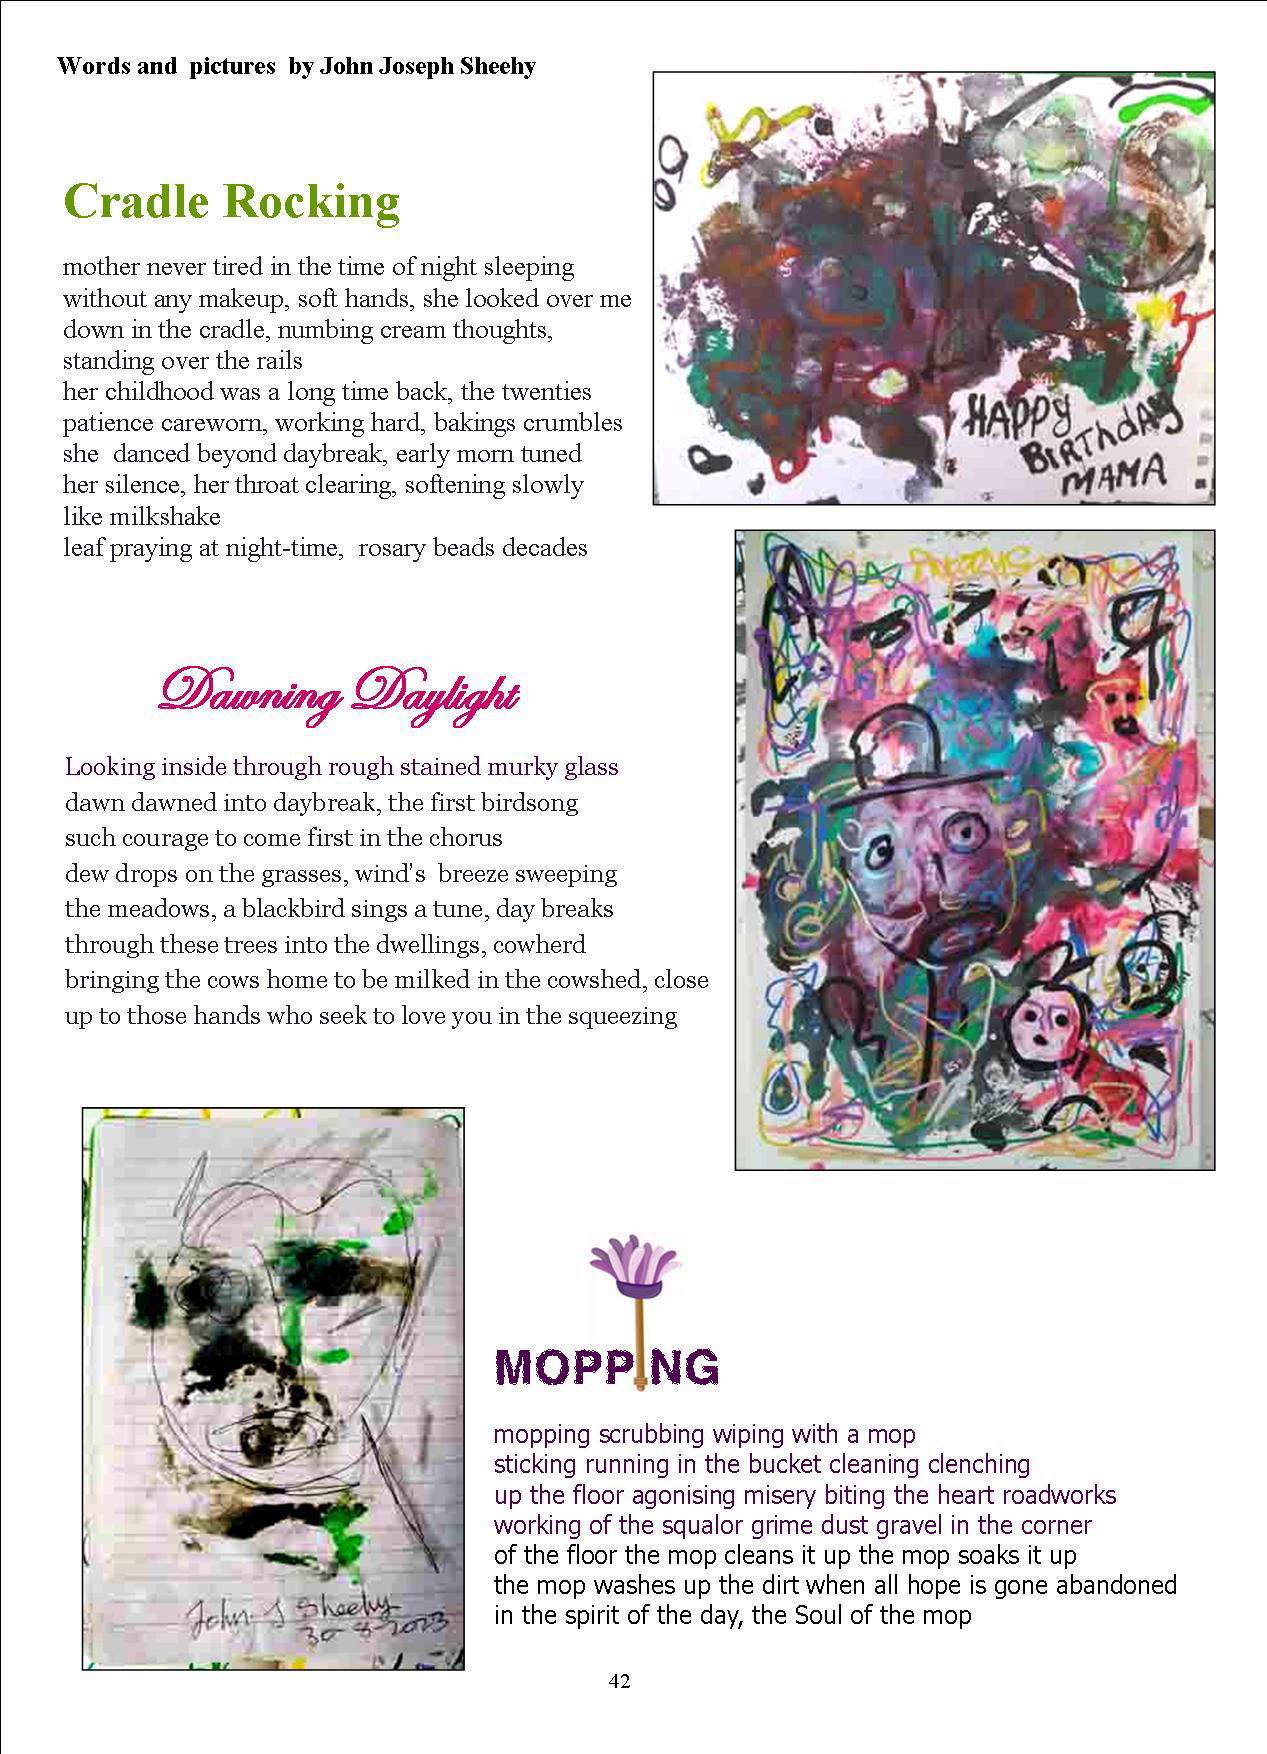 Words and  pictures  by John Joseph Sheehy
Cradle Rocking
mother never tired in the time of night sleeping
without any makeup, soft hands, she looked over me
down in the cradle, numbing cream thoughts,
standing over the rails
her childhood was a long time back, the twenties
patience careworn, working hard, bakings crumbles
she  danced beyond daybreak, early morn tuned
her silence, her throat clearing, softening slowly
like milkshake
leaf praying at night-time,  rosary beads decades
HAPPY
BIRTHdAY
MAMA
Dawning Daylight
Looking inside through rough stained murky glass
dawn dawned into daybreak, the first birdsong
such courage to come first in the chorus
dew drops on the grasses, wind's  breeze sweeping
the meadows, a blackbird sings a tune, day breaks
through these trees into the dwellings, cowherd
bringing the cows home to be milked in the cowshed, close
up to those hands who seek to love you in the squeezing
John J Sheehy
MOPPING
mopping scrubbing wiping with a mop
sticking running in the bucket cleaning clenching
up the floor agonising misery biting the heart roadworks
working of the squalor grime dust gravel in the corner
of the floor the mop cleans it up the mop soaks it up
the mop washes up the dirt when all hope is gone abandoned
in the spirit of the day, the Soul of the mop
42